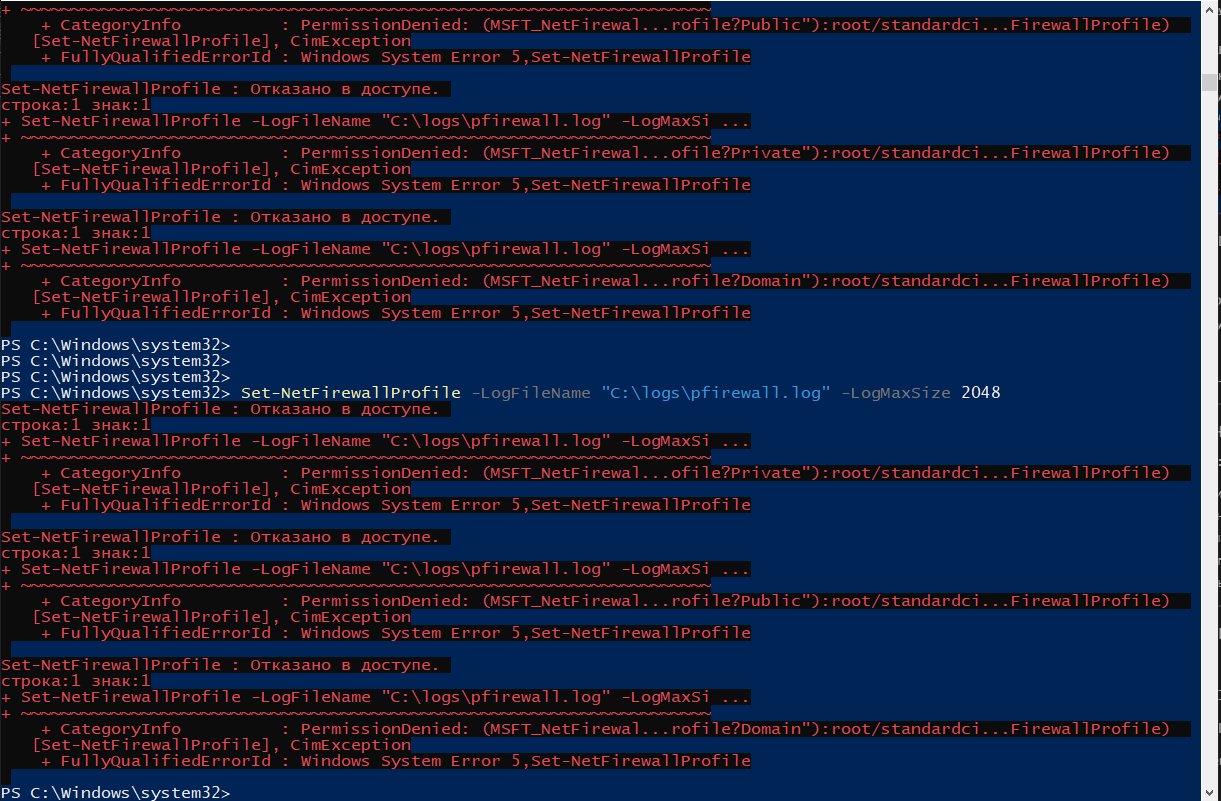 + ~~~~~~~~~~~~~~~~~~~~~~~~~~~~~~~~~~~~~~~~~~~~~~~~~~~~~~~~~~~~~~~~~~~~~
    + CategoryInfo          : PermissionDenied: (MSFT_NetFirewal...rofile?Public"):root/standardci...FirewallProfile)
   [Set-NetFirewallProfile], CimException
    + FullyQualifiedErrorId : Windows System Error 5,Set-NetFirewallProfile

Set-NetFirewallProfile : Отказано в доступе.
строка:1 знак:1
+ Set-NetFirewallProfile -LogFileName "C:\logs\pfirewall.log" -LogMaxSi ...
+ ~~~~~~~~~~~~~~~~~~~~~~~~~~~~~~~~~~~~~~~~~~~~~~~~~~~~~~~~~~~~~~~~~~~~~
    + CategoryInfo          : PermissionDenied: (MSFT_NetFirewal...ofile?Private"):root/standardci...FirewallProfile)
   [Set-NetFirewallProfile], CimException
    + FullyQualifiedErrorId : Windows System Error 5,Set-NetFirewallProfile

Set-NetFirewallProfile : Отказано в доступе.
строка:1 знак:1
+ Set-NetFirewallProfile -LogFileName "C:\logs\pfirewall.log" -LogMaxSi ...
+ ~~~~~~~~~~~~~~~~~~~~~~~~~~~~~~~~~~~~~~~~~~~~~~~~~~~~~~~~~~~~~~~~~~~~~
    + CategoryInfo          : PermissionDenied: (MSFT_NetFirewal...rofile?Domain"):root/standardci...FirewallProfile)
   [Set-NetFirewallProfile], CimException
    + FullyQualifiedErrorId : Windows System Error 5,Set-NetFirewallProfile

PS C:\Windows\system32>
PS C:\Windows\system32>
PS C:\Windows\system32>
PS C:\Windows\system32> Set-NetFirewallProfile -LogFileName "C:\logs\pfirewall.log" -LogMaxSize 2048
Set-NetFirewallProfile : Отказано в доступе.
строка:1 знак:1
+ Set-NetFirewallProfile -LogFileName "C:\logs\pfirewall.log" -LogMaxSi ...
+ ~~~~~~~~~~~~~~~~~~~~~~~~~~~~~~~~~~~~~~~~~~~~~~~~~~~~~~~~~~~~~~~~~~~~~
    + CategoryInfo          : PermissionDenied: (MSFT_NetFirewal...ofile?Private"):root/standardci...FirewallProfile)
   [Set-NetFirewallProfile], CimException
    + FullyQualifiedErrorId : Windows System Error 5,Set-NetFirewallProfile

Set-NetFirewallProfile : Отказано в доступе.
строка:1 знак:1
+ Set-NetFirewallProfile -LogFileName "C:\logs\pfirewall.log" -LogMaxSi ...
+ ~~~~~~~~~~~~~~~~~~~~~~~~~~~~~~~~~~~~~~~~~~~~~~~~~~~~~~~~~~~~~~~~~~~~~
    + CategoryInfo          : PermissionDenied: (MSFT_NetFirewal...rofile?Public"):root/standardci...FirewallProfile)
   [Set-NetFirewallProfile], CimException
    + FullyQualifiedErrorId : Windows System Error 5,Set-NetFirewallProfile

Set-NetFirewallProfile : Отказано в доступе.
строка:1 знак:1
+ Set-NetFirewallProfile -LogFileName "C:\logs\pfirewall.log" -LogMaxSi ...
+ ~~~~~~~~~~~~~~~~~~~~~~~~~~~~~~~~~~~~~~~~~~~~~~~~~~~~~~~~~~~~~~~~~~~~~
    + CategoryInfo          : PermissionDenied: (MSFT_NetFirewal...rofile?Domain"):root/standardci...FirewallProfile)
   [Set-NetFirewallProfile], CimException
    + FullyQualifiedErrorId : Windows System Error 5,Set-NetFirewallProfile

PS C:\Windows\system32>